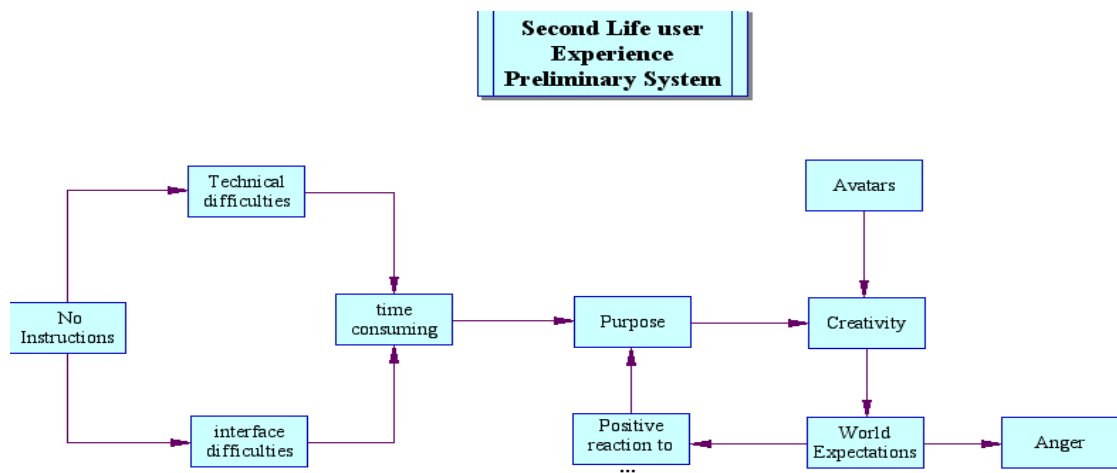 Second Life user
Experience
Preliminary System
Technical
difficulties
Avatars
No
Instructions
time
consuming
Purpose
Creativity
interface
difficulties
Positive
reaction to
...
World
Expectations
Anger